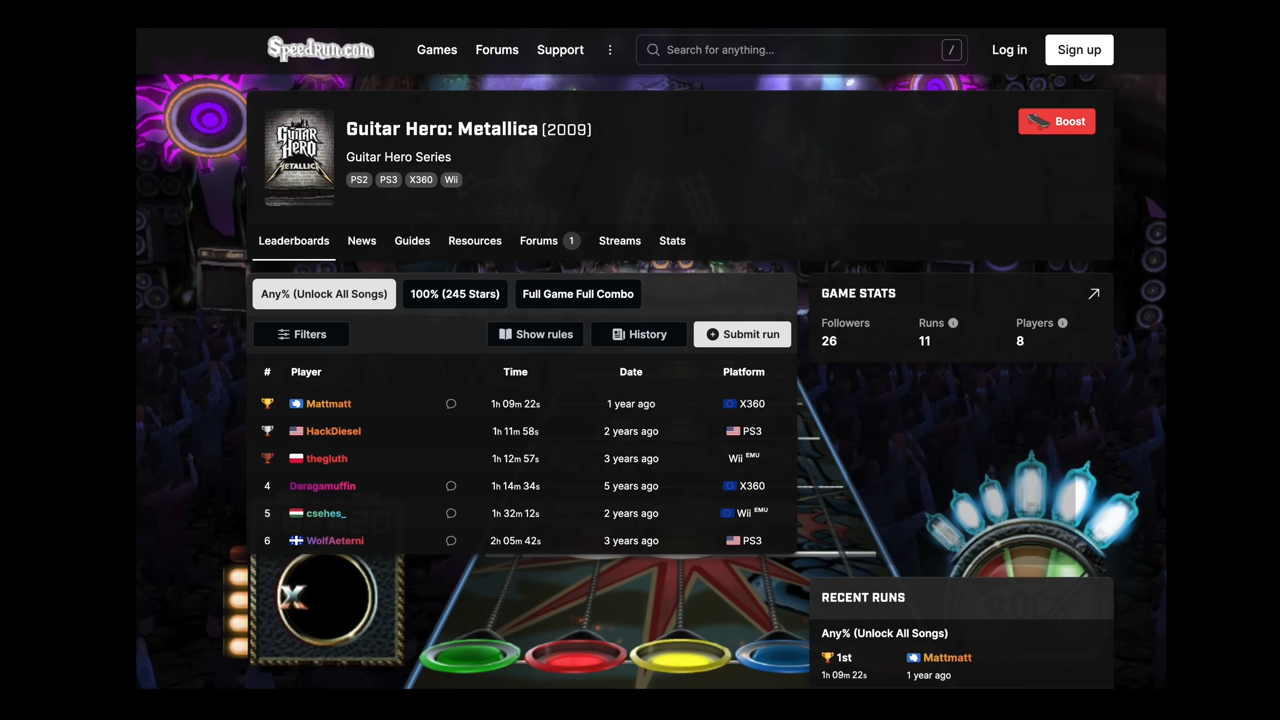 Speedrun.com Games Forums Support Search for anything... / Log in Sign up
GUITAR HERO METALLICA
Guitar Hero: Metallica (2009)
Boost
Guitar Hero Series
PS2 PS3 X360 Wii
Leaderboards News Guides Resources Forums 1 Streams Stats
Any% (Unlock All Songs) 100% (245 Stars) Full Game Full Combo
Filters Show rules History Submit run
# Player Time Date Platform
Mattmatt 1h 09m 22s 1 year ago X360
HackDiesel 1h 11m 58s 2 years ago PS3
thegluth 1h 12m 57s 3 years ago Wii EMU
4 Daragamuffin 1h 14m 34s 5 years ago X360
5 csehes_ 1h 32m 12s 2 years ago Wii EMU
6 WolfAeterni 2h 05m 42s 3 years ago PS3
GAME STATS
Followers Runs Players
26 11 8
X
RECENT RUNS
Any% (Unlock All Songs)
1st Mattmatt
1h 09m 22s 1 year ago